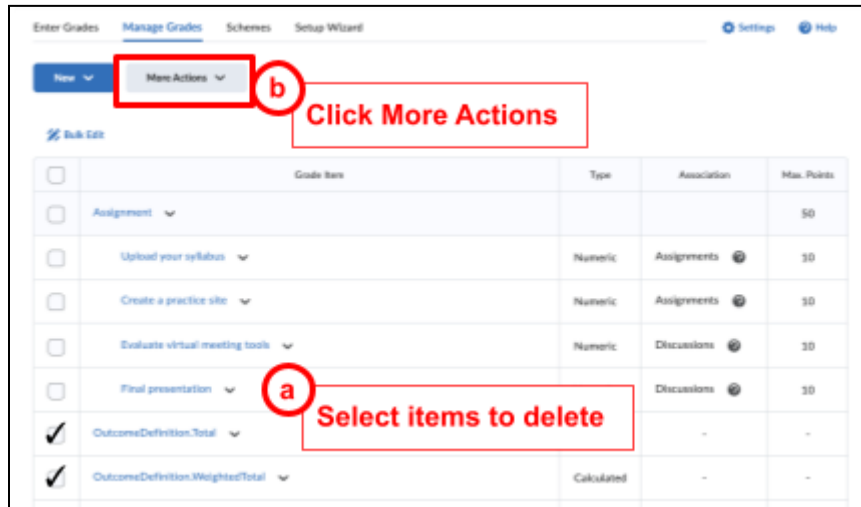 Enter Grades Manage Grades Schemes Setup Wizard Settings Help
New More Actions
b
Click More Actions
Bulk Edit
Grade Item Type Association Max. Points
Assignment 50
Upload your syllabus Numeric Assignments 10
Create a practice site Numeric Assignments 10
Evaluate virtual meeting tools Numeric Discussions 10
Final presentation Discussions 10
a
Select items to delete
OutcomeDefinition.Total - -
OutcomeDefinition.WeightedTotal Calculated - -